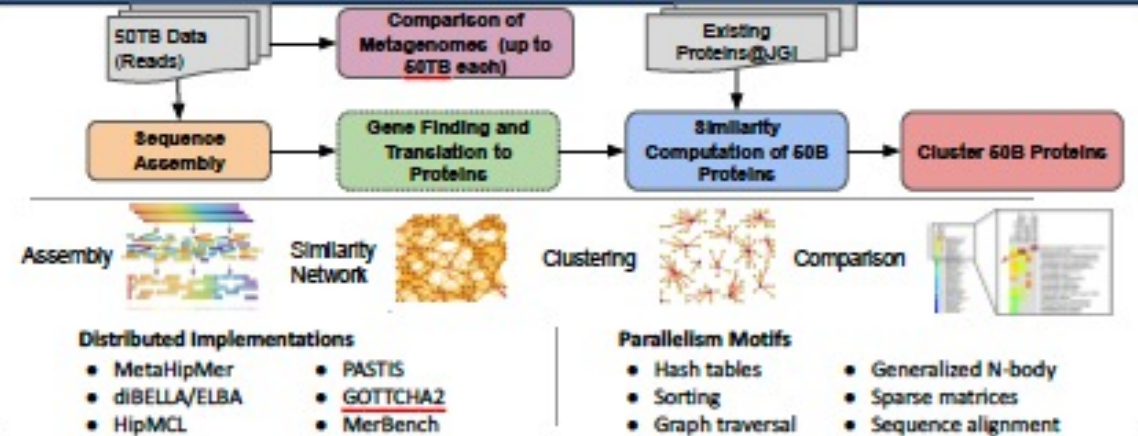 50TB Data
(Reads)
Comparison of
Metagenomes (up to
50TB each)
Existing
Proteins@JGI
Sequence
Assembly
Gene Finding and
Translation to
Proteins
Similarity
Computation of 50B
Proteins
Cluster 50B Proteins
Assembly
Similarity
Network
Clustering
Comparison
Distributed Implementations
• MetaHipMer
• diBELLA/ELBA
• HipMCL
• PASTIS
• GOTTCHA2
• MerBench
Parallelism Motifs
• Hash tables
• Sorting
• Graph traversal
• Generalized N-body
• Sparse matrices
• Sequence alignment